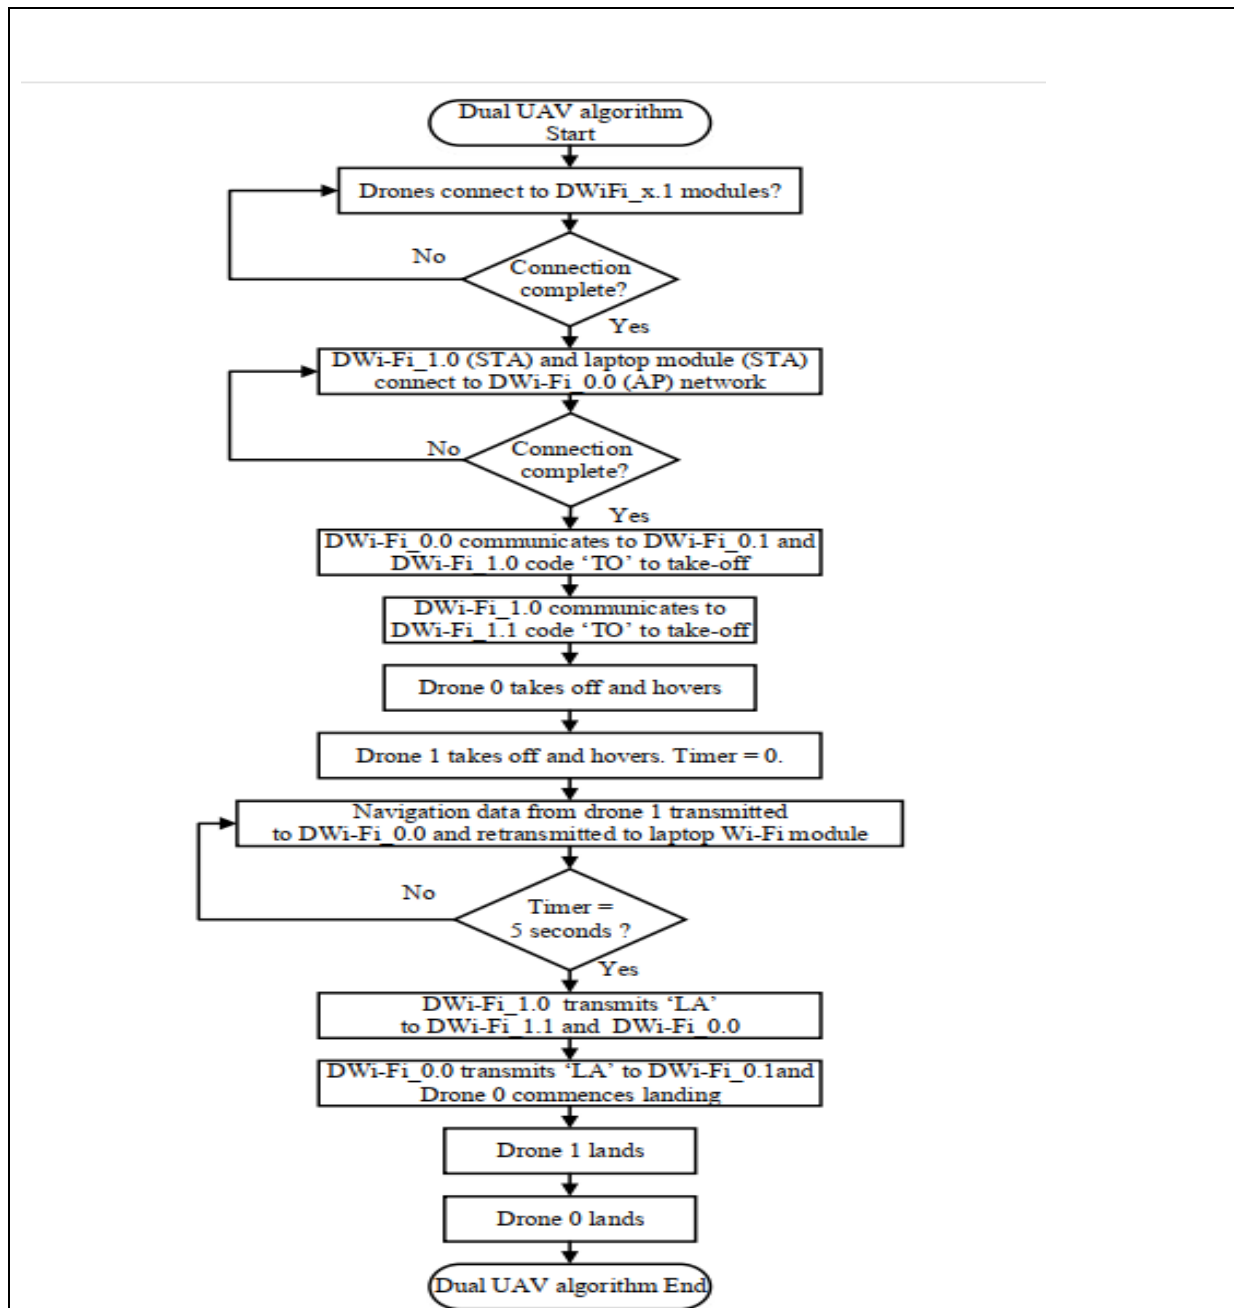 Dual UAV algorithm
Start
Drones connect to DWiFi_x.1 modules?
No
Connection
complete?
Yes
DWi-Fi_1.0 (STA) and laptop module (STA)
connect to DWi-Fi_0.0 (AP) network
No
Connection
complete?
Yes
DWi-Fi_0.0 communicates to DWi-Fi_0.1 and
DWi-Fi_1.0 code ‘TO’ to take-off
DWi-Fi_1.0 communicates to
DWi-Fi_1.1 code ‘TO’ to take-off
Drone 0 takes off and hovers
Drone 1 takes off and hovers. Timer = 0.
Navigation data from drone 1 transmitted
to DWi-Fi_0.0 and retransmitted to laptop Wi-Fi module
No
Timer =
5 seconds ?
Yes
DWi-Fi_1.0 transmits ‘LA’
to DWi-Fi_1.1 and DWi-Fi_0.0
DWi-Fi_0.0 transmits ‘LA’ to DWi-Fi_0.1and
Drone 0 commences landing
Drone 1 lands
Drone 0 lands
Dual UAV algorithm End